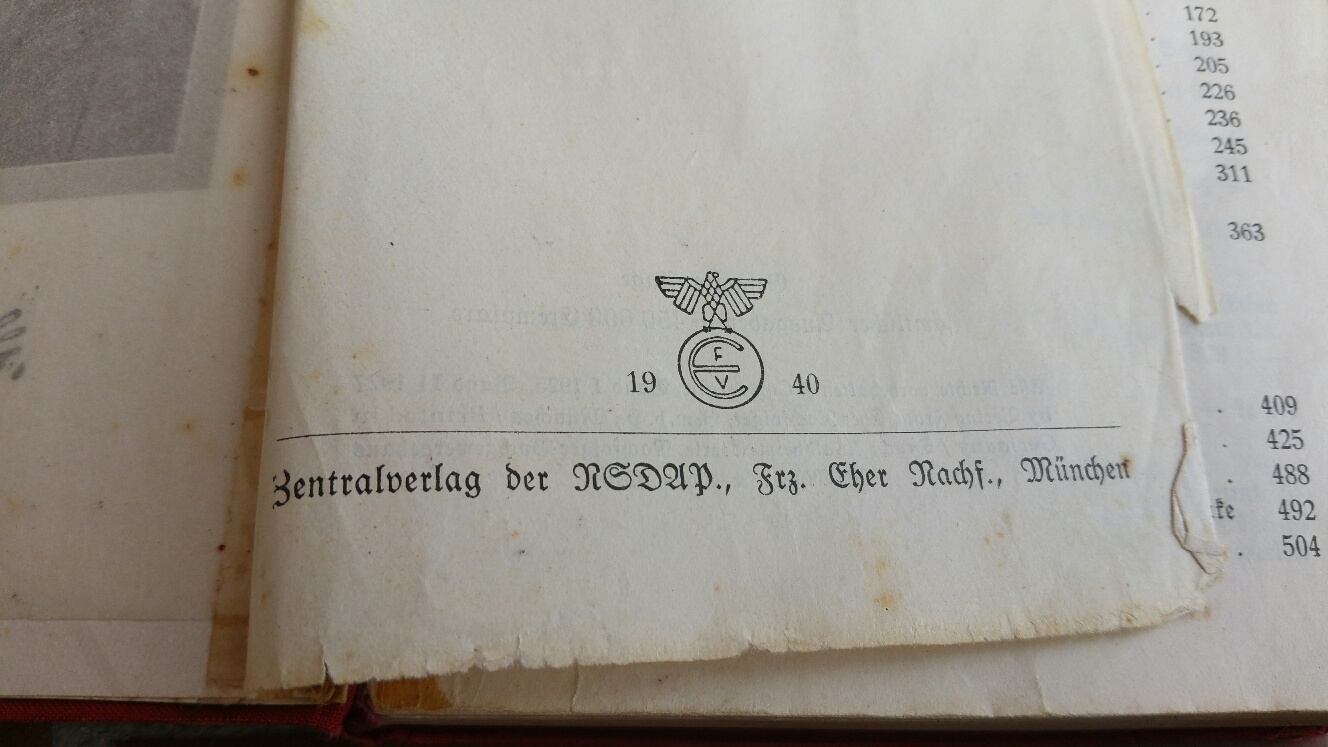 172
193
205
226
236
245
311
363
F
E
V
19 40
Zentralverlag der NSDAP., Frz. Eher Nachf., München
409
425
488
ke 492
504